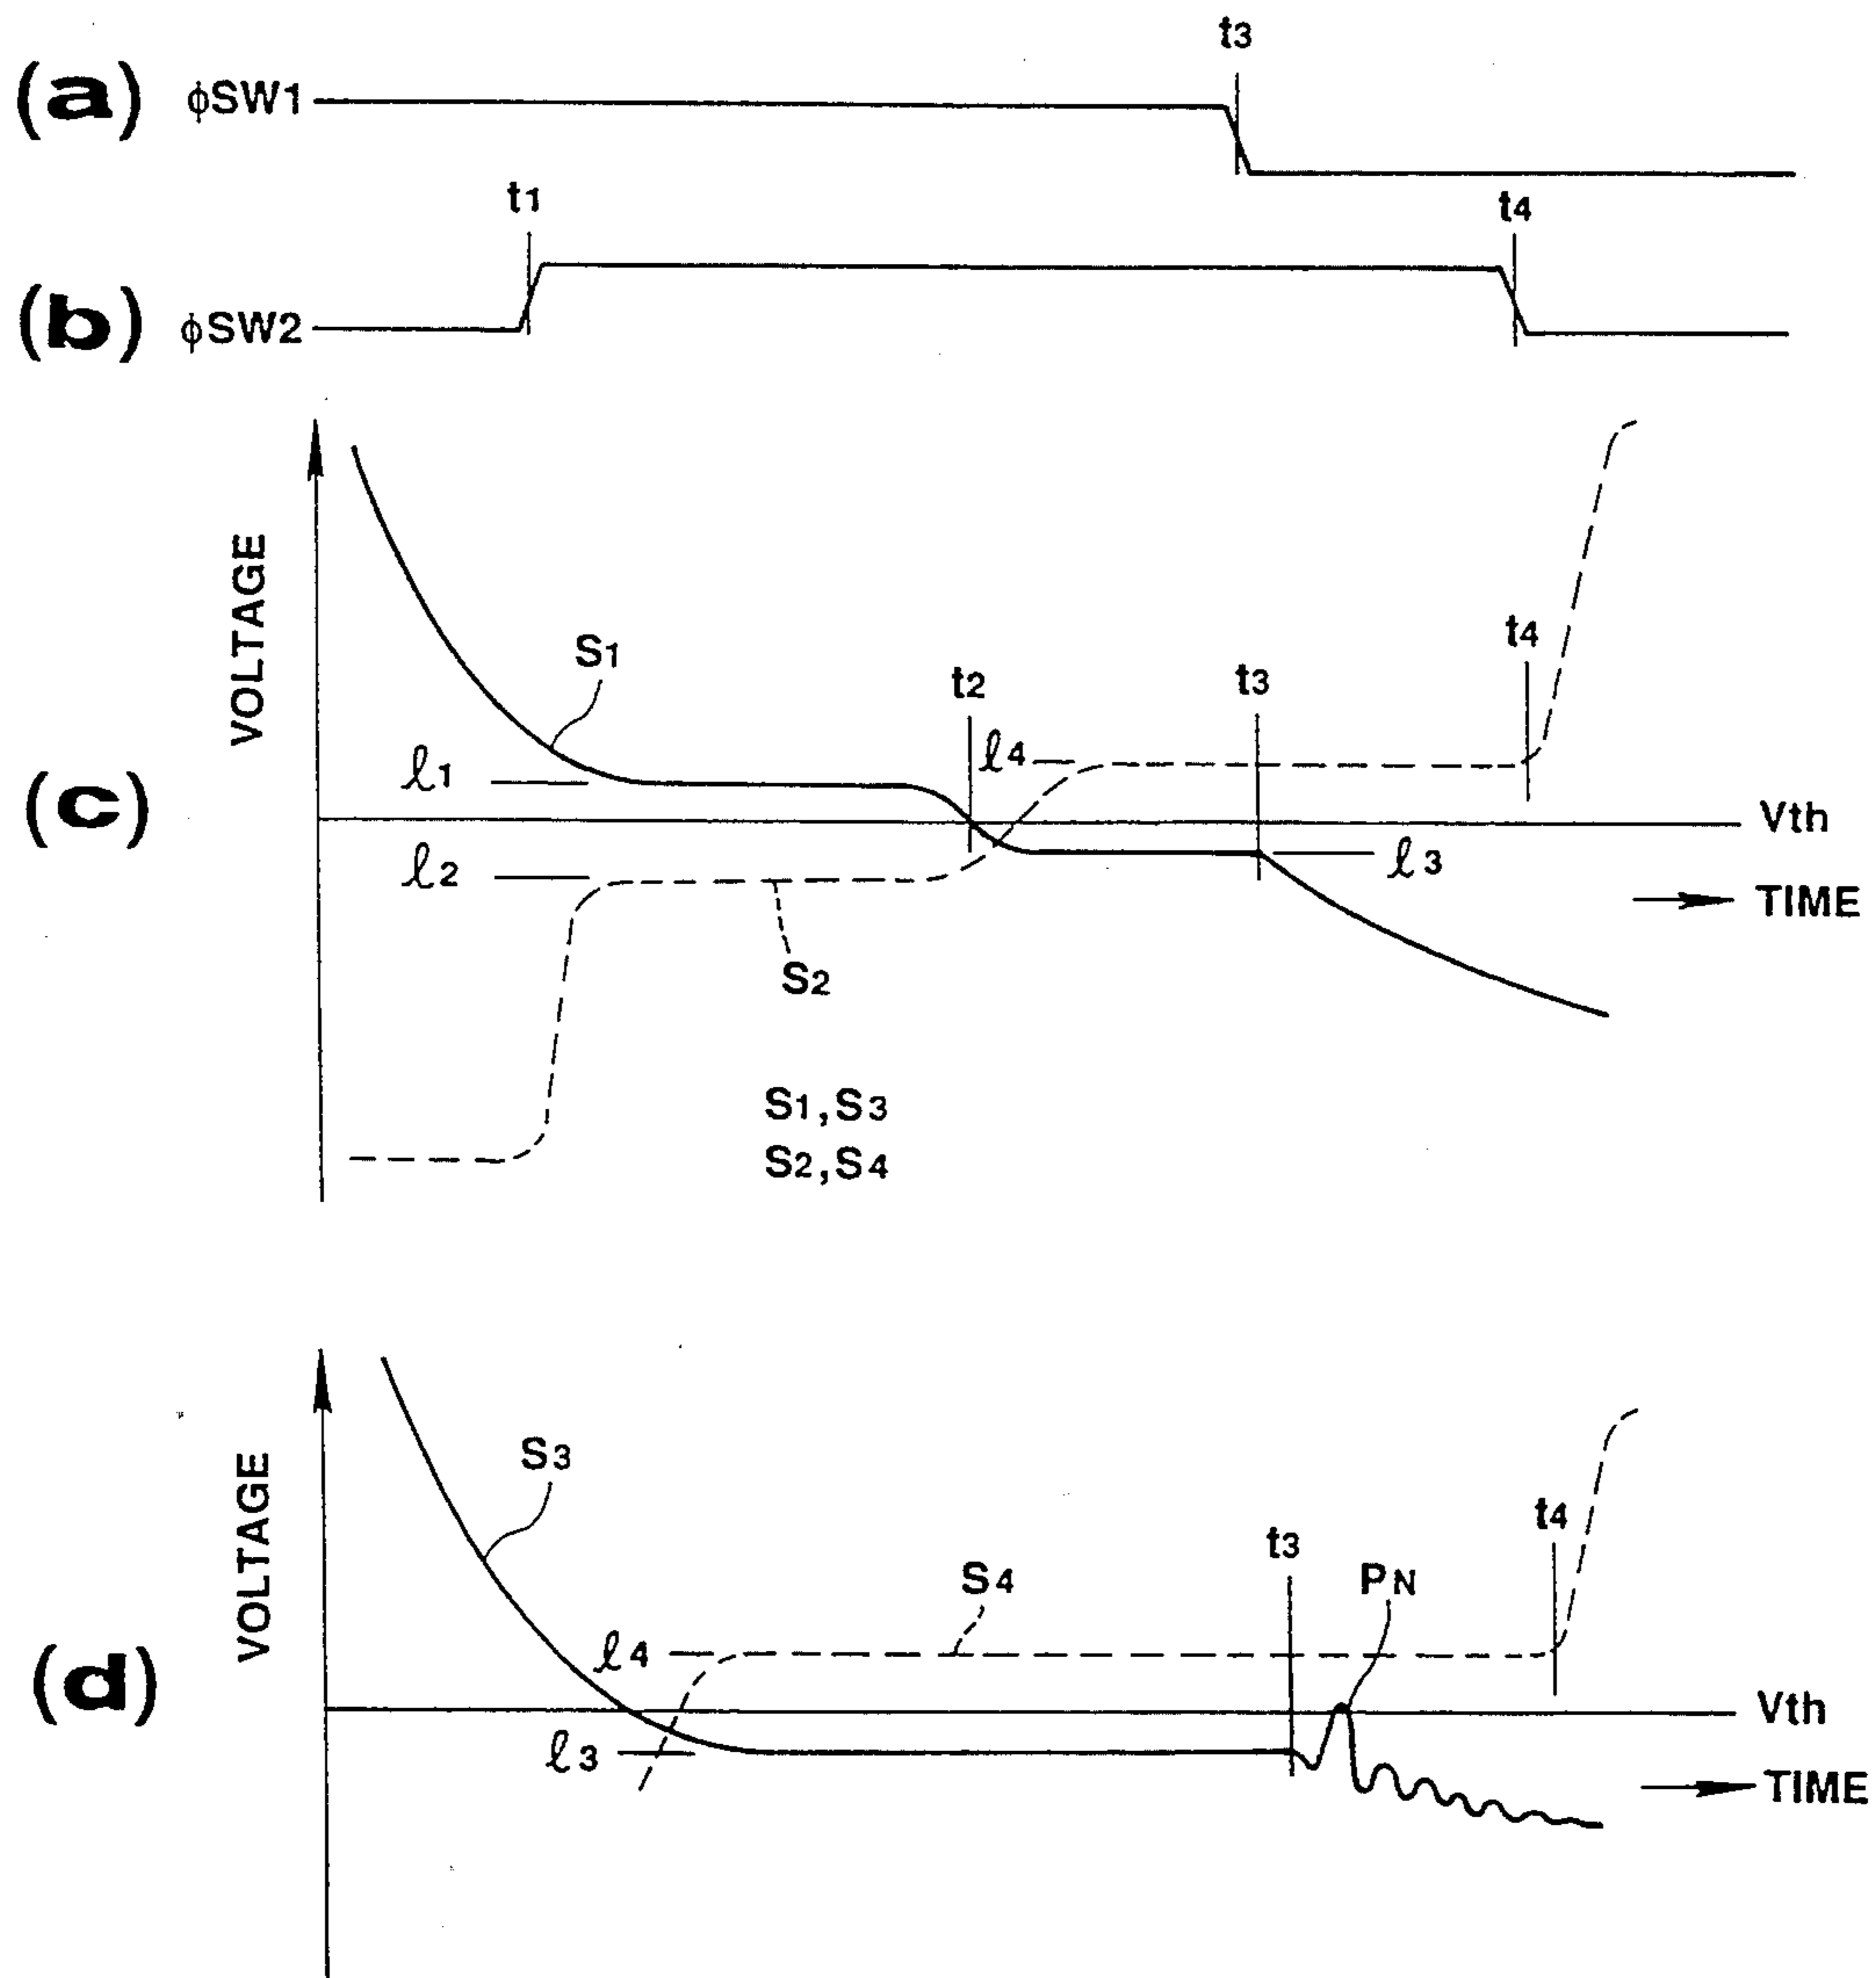 t3
(a) ϕSW1
t1
t4
(b) ϕSW2
VOLTAGE
S1
t4
t2
t3
ℓ4
ℓ1
(c)
Vth
ℓ2
ℓ3
TIME
S2
S1,S3
S2,S4
VOLTAGE
S3
t4
t3
S4
PN
ℓ4
(d)
Vth
ℓ3
TIME